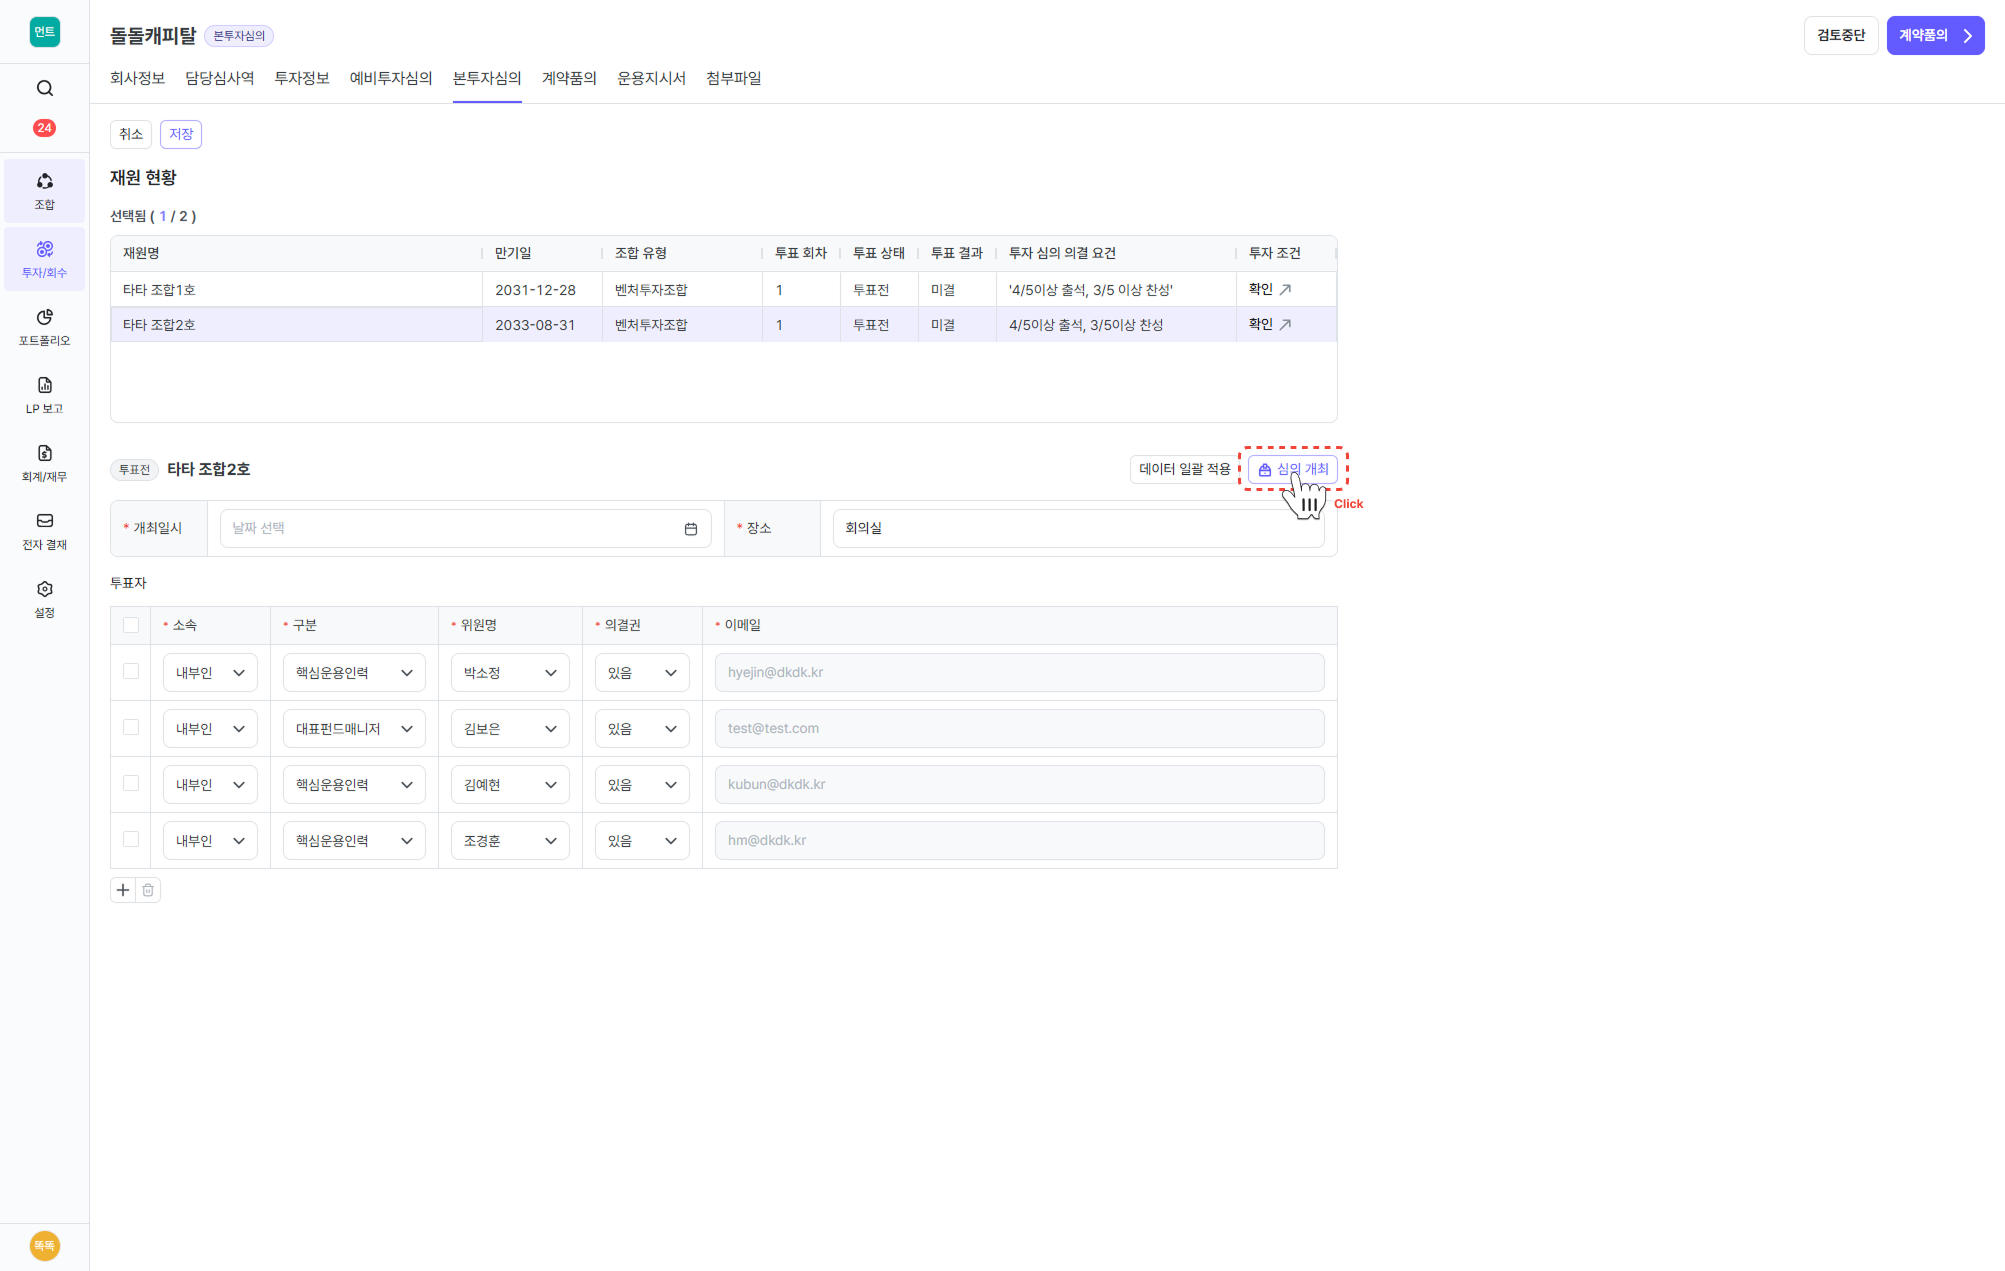 먼트
24
조합
투자/회수
포트폴리오
LP 보고
회계/재무
전자 결재
설정
똑똑
돌돌캐피탈 본투자심의
검토중단 계약품의
회사정보 담당심사역 투자정보 예비투자심의 본투자심의 계약품의 운용지시서 첨부파일
취소 저장
재원 현황
선택됨 ( 1 / 2 )
재원명 만기일 조합 유형 투표 회차 투표 상태 투표 결과 투자 심의 의결 요건 투자 조건
타타 조합1호 2031-12-28 벤처투자조합 1 투표전 미결 '4/5이상 출석, 3/5 이상 찬성' 확인
타타 조합2호 2033-08-31 벤처투자조합 1 투표전 미결 4/5이상 출석, 3/5이상 찬성 확인
투표전 타타 조합2호 데이터 일괄 적용 심의 개최
Click
* 개최일시 날짜 선택 * 장소 회의실
투표자
* 소속 * 구분 * 위원명 * 의결권 * 이메일
내부인 핵심운용인력 박소정 있음 hyejin@dkdk.kr
내부인 대표펀드매니저 김보은 있음 test@test.com
내부인 핵심운용인력 김예현 있음 kubun@dkdk.kr
내부인 핵심운용인력 조경훈 있음 hm@dkdk.kr